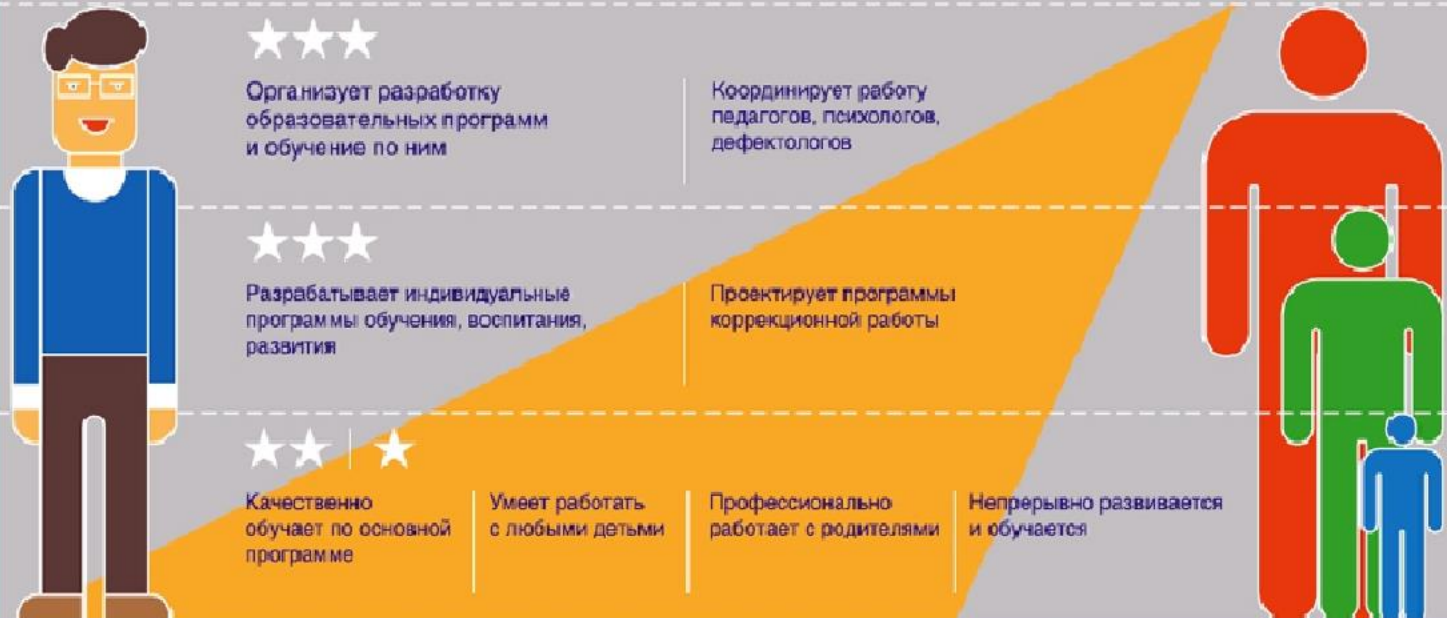 Организует разработку
образовательных программ
и обучение по ним
Координирует работу
педагогов, психологов,
дефектологов
Разрабатывает индивидуальные
программы обучения, воспитания,
развития
Проектирует программы
коррекционной работы
Качественно
обучает по основной
программе
Умеет работать
с любыми детьми
Профессионально
работает с родителями
Непрерывно развивается
и обучается